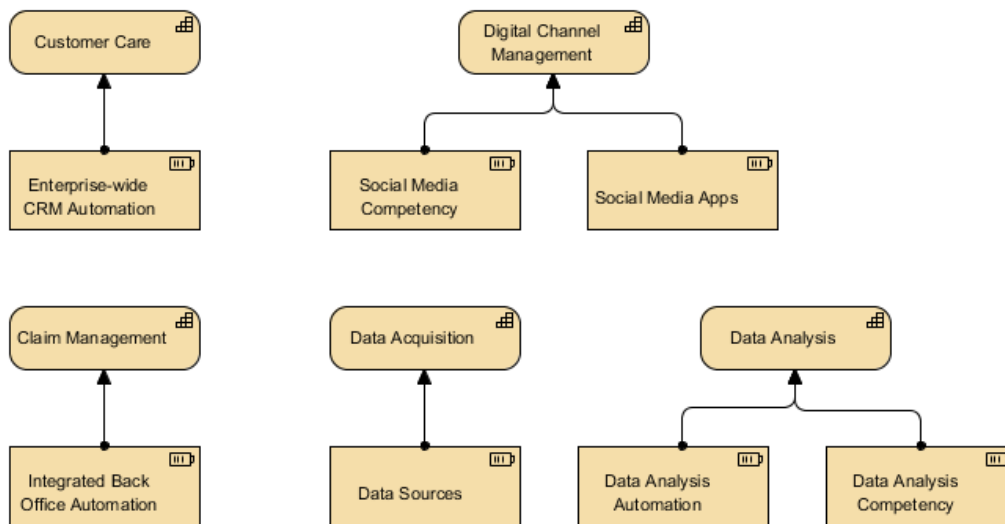 Customer Care
Digital Channel
Management
Enterprise-wide
CRM Automation
Social Media
Competency
Social Media Apps
Claim Management
Data Acquisition
Data Analysis
Integrated Back
Office Automation
Data Sources
Data Analysis
Automation
Data Analysis
Competency